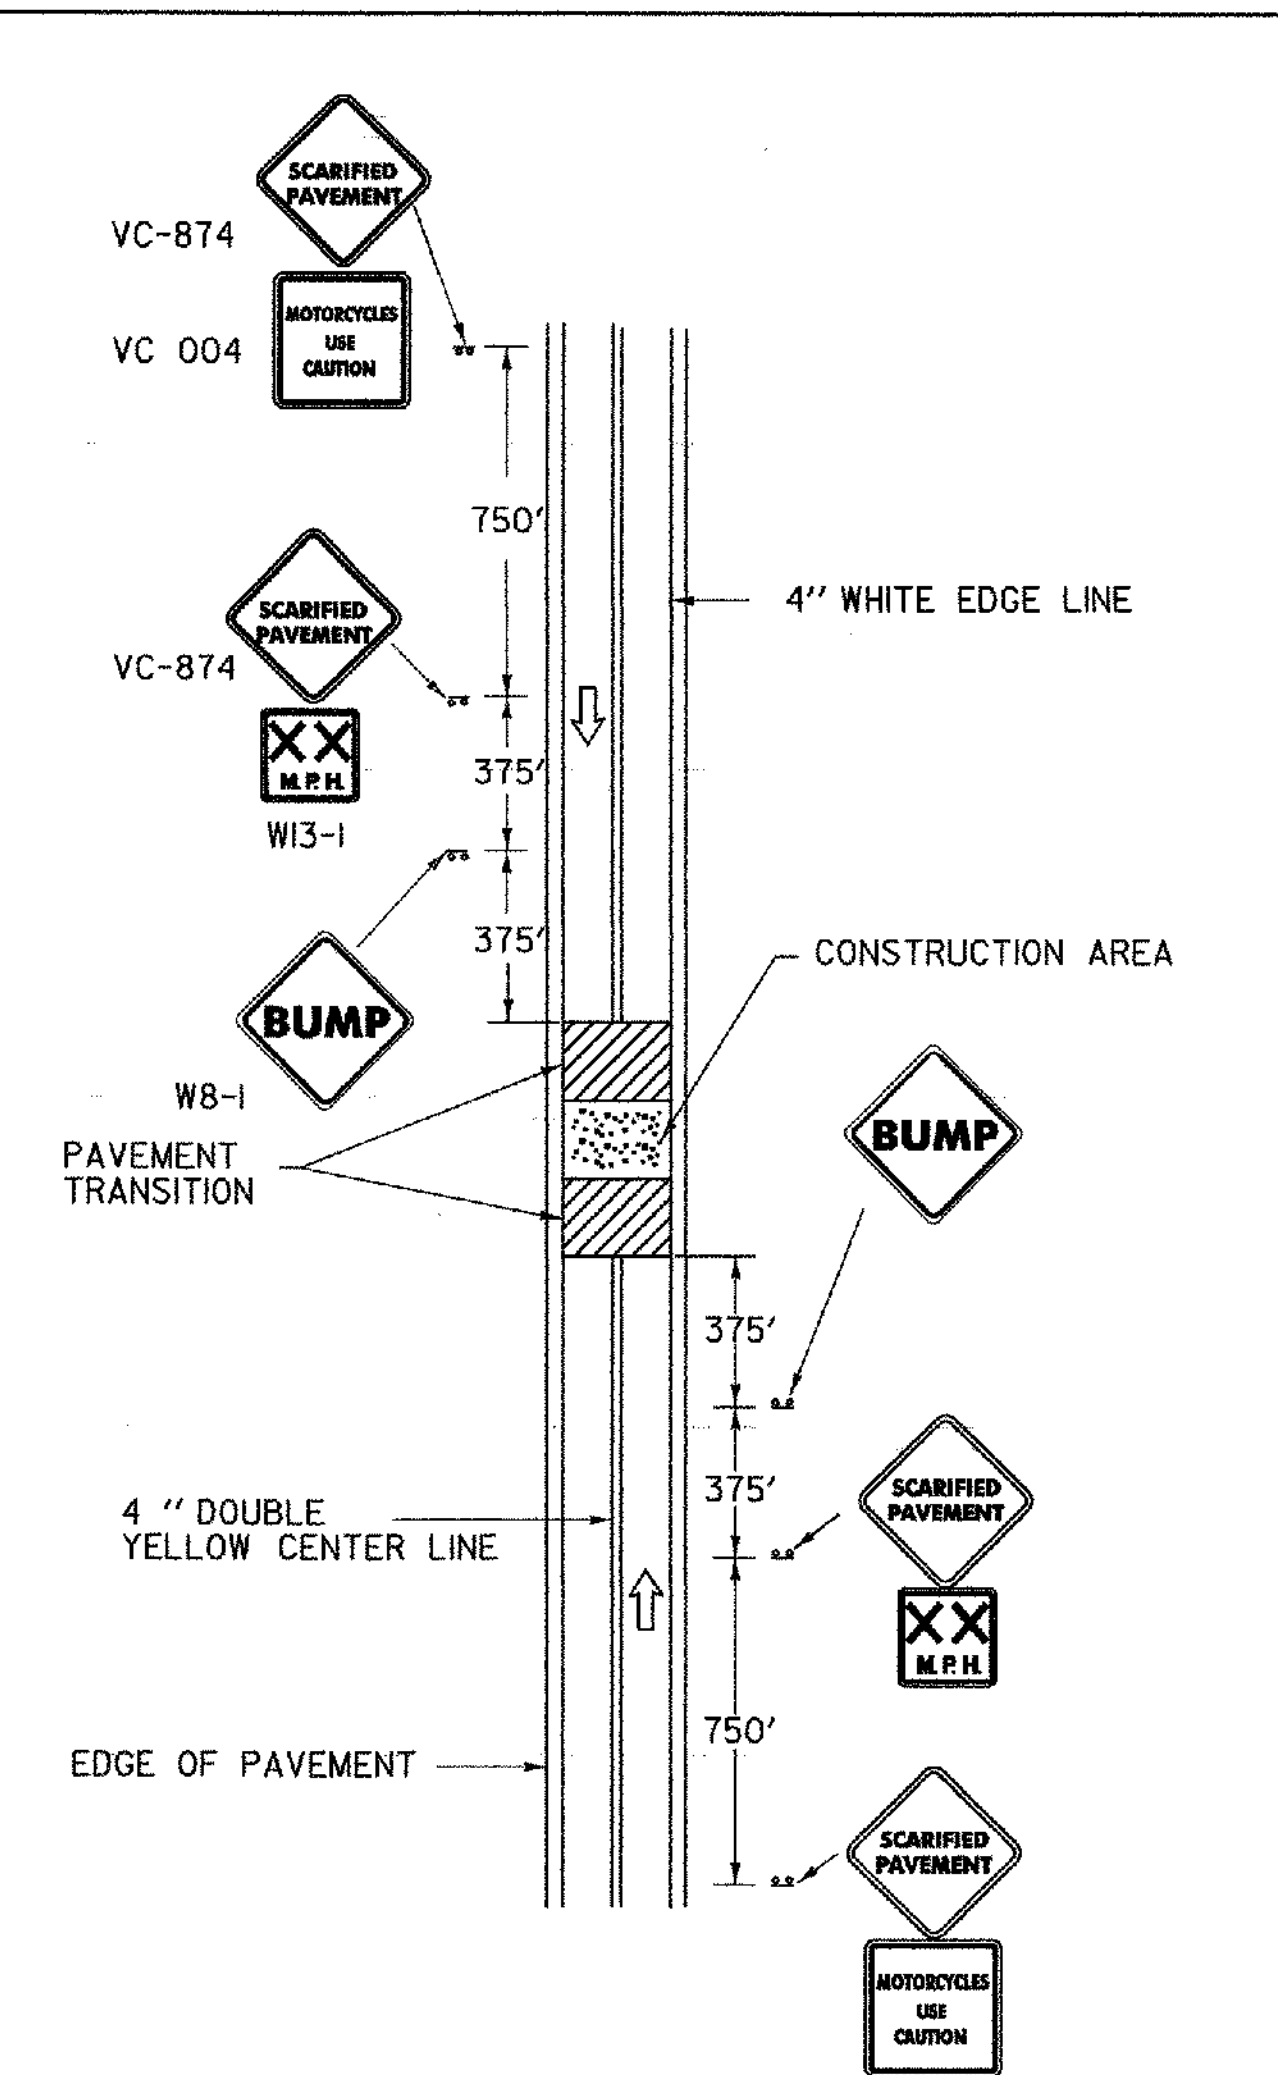 SCARIFIED
PAVEMENT
VC-874
MOTORCYCLES
USE
CAUTION
VC 004
750'
4" WHITE EDGE LINE
SCARIFIED
PAVEMENT
VC-874
XX
M.P.H.
W13-1
375'
375'
CONSTRUCTION AREA
BUMP
W8-1
PAVEMENT
TRANSITION
BUMP
375'
375'
SCARIFIED
PAVEMENT
4 " DOUBLE
YELLOW CENTER LINE
XX
M.P.H.
750'
EDGE OF PAVEMENT
SCARIFIED
PAVEMENT
MOTORCYCLES
USE
CAUTION